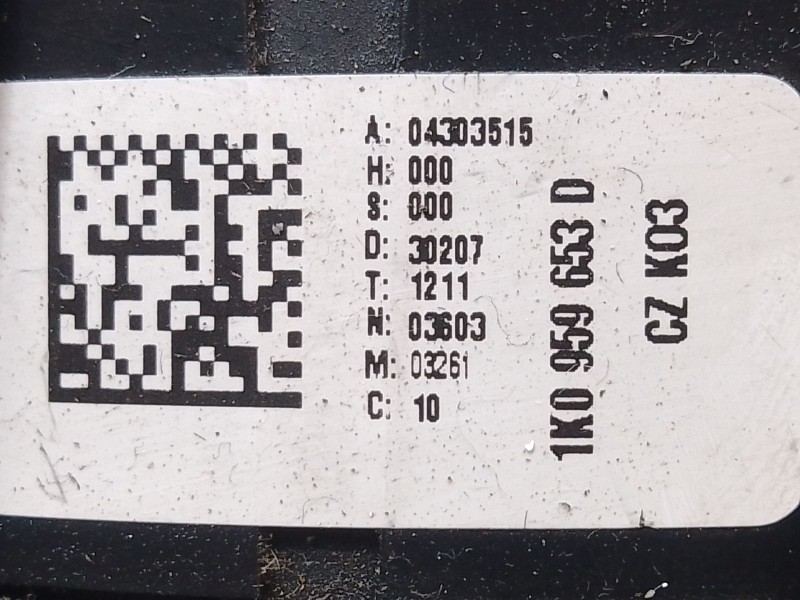 A: 04303515
H: 000
S: 000
D: 30207
T: 1211
N: 03603
M: 03261
C: 10
1K0 959 653 D
CZ K03